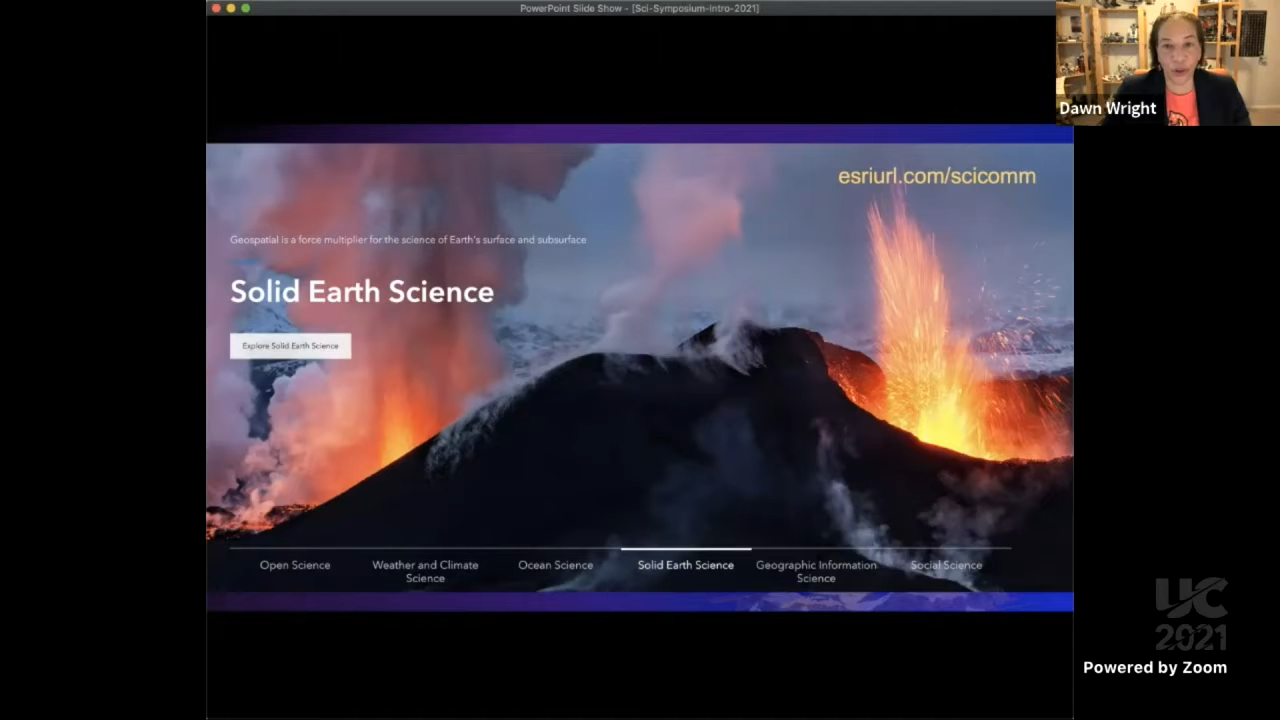 PowerPoint Slide Show - [Sci-Symposium-Intro-2021]
Dawn Wright
esriurl.com/scicomm
Geospatial is a force multiplier for the science of Earth's surface and subsurface
Solid Earth Science
Explore Solid Earth Science
Open Science
Weather and Climate
Science
Ocean Science
Solid Earth Science
Geographic Information
Science
Social Science
UC
2021
Powered by Zoom